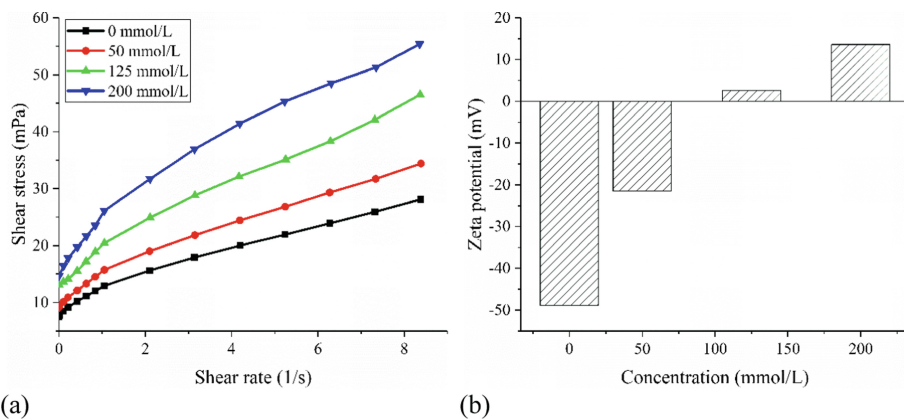 60
50
40
30
20
10
0
2
4
6
8
Shear stress (mPa)
Shear rate (1/s)
0 mmol/L
50 mmol/L
125 mmol/L
200 mmol/L
(a)
20
10
0
-10
-20
-30
-40
-50
0
50
100
150
200
Zeta potential (mV)
Concentration (mmol/L)
(b)